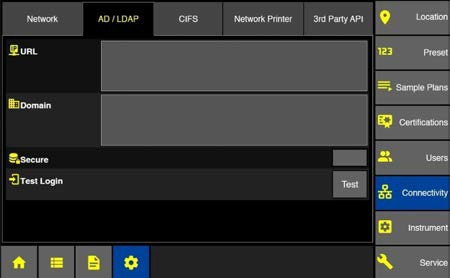 Network
AD / LDAP
CIFS
Network Printer
3rd Party API
URL
Domain
Secure
Test Login
Test
Location
123 Preset
Sample Plans
Certifications
Users
Connectivity
Instrument
Service